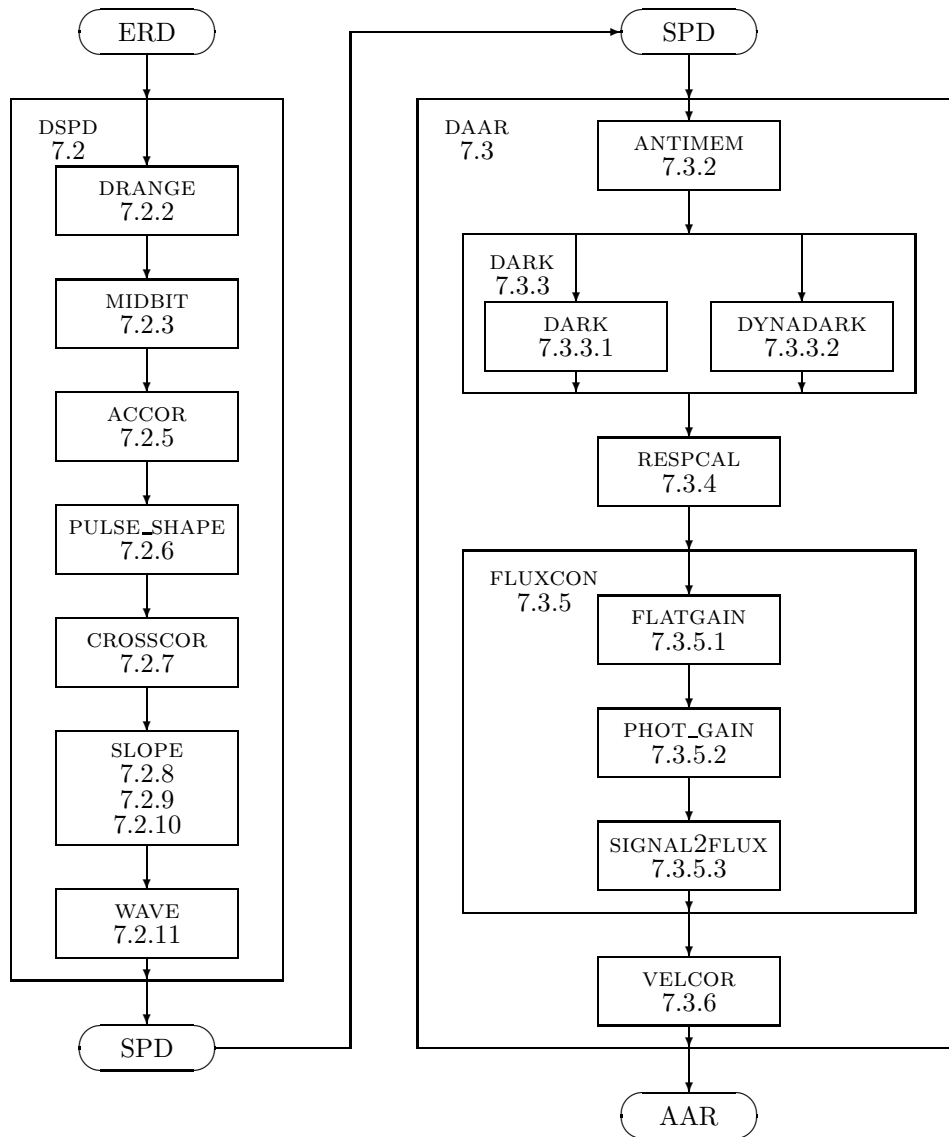 ERD
DSPD
7.2
DRANGE
7.2.2
MIDBIT
7.2.3
ACCOR
7.2.5
PULSE_SHAPE
7.2.6
CROSSCOR
7.2.7
SLOPE
7.2.8
7.2.9
7.2.10
WAVE
7.2.11
SPD
SPD
DAAR
7.3
ANTIMEM
7.3.2
DARK
7.3.3
DARK
7.3.3.1
DYNADARK
7.3.3.2
RESPCAL
7.3.4
FLUXCON
7.3.5
FLATGAIN
7.3.5.1
PHOT_GAIN
7.3.5.2
SIGNAL2FLUX
7.3.5.3
VELCOR
7.3.6
AAR